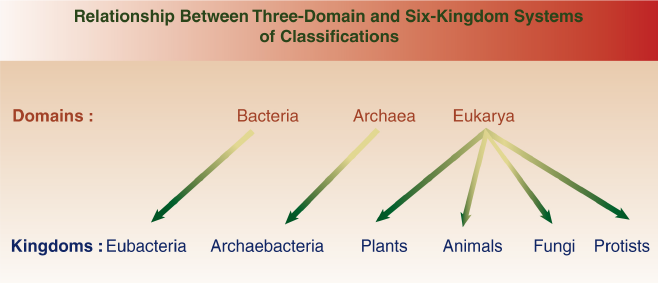 Relationship Between Three-Domain and Six-Kingdom Systems
of Classifications
Domains : Bacteria Archaea Eukarya
Kingdoms : Eubacteria Archaebacteria Plants Animals Fungi Protists